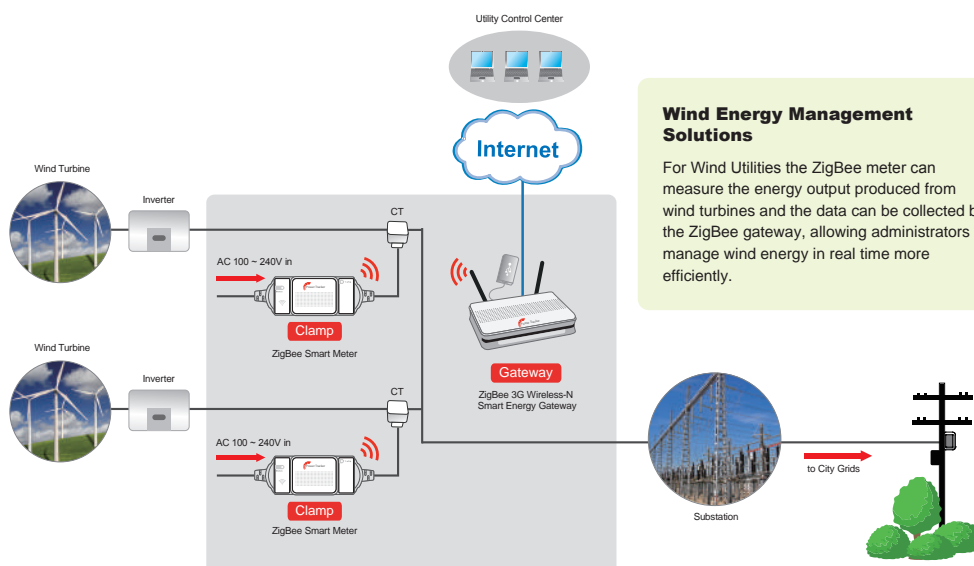 Utility Control Center
Internet
Wind Energy Management
Solutions
For Wind Utilities the ZigBee meter can
measure the energy output produced from
wind turbines and the data can be collected
the ZigBee gateway, allowing administrators
manage wind energy in real time more
efficiently.
Wind Turbine
Inverter
CT
AC 100 ~ 240V in
Clamp
ZigBee Smart Meter
Gateway
ZigBee 3G Wireless-N
Smart Energy Gateway
Wind Turbine
Inverter
CT
AC 100 ~ 240V in
Clamp
ZigBee Smart Meter
Substation
to City Grids